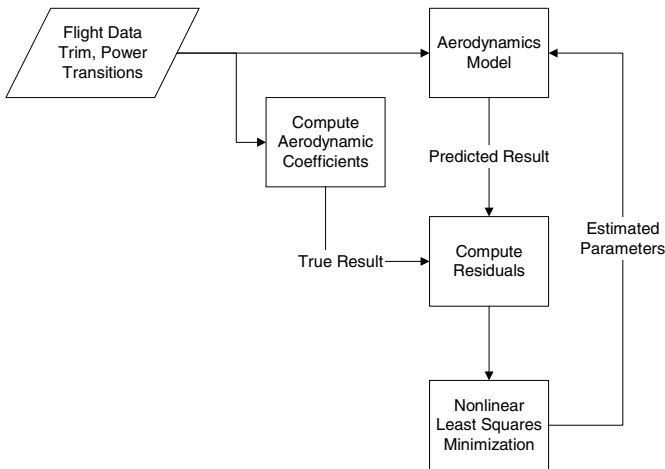 Flight Data
Trim, Power
Transitions
Aerodynamics
Model
Compute
Aerodynamic
Coefficients
Predicted Result
True Result
Compute
Residuals
Estimated
Parameters
Nonlinear
Least Squares
Minimization